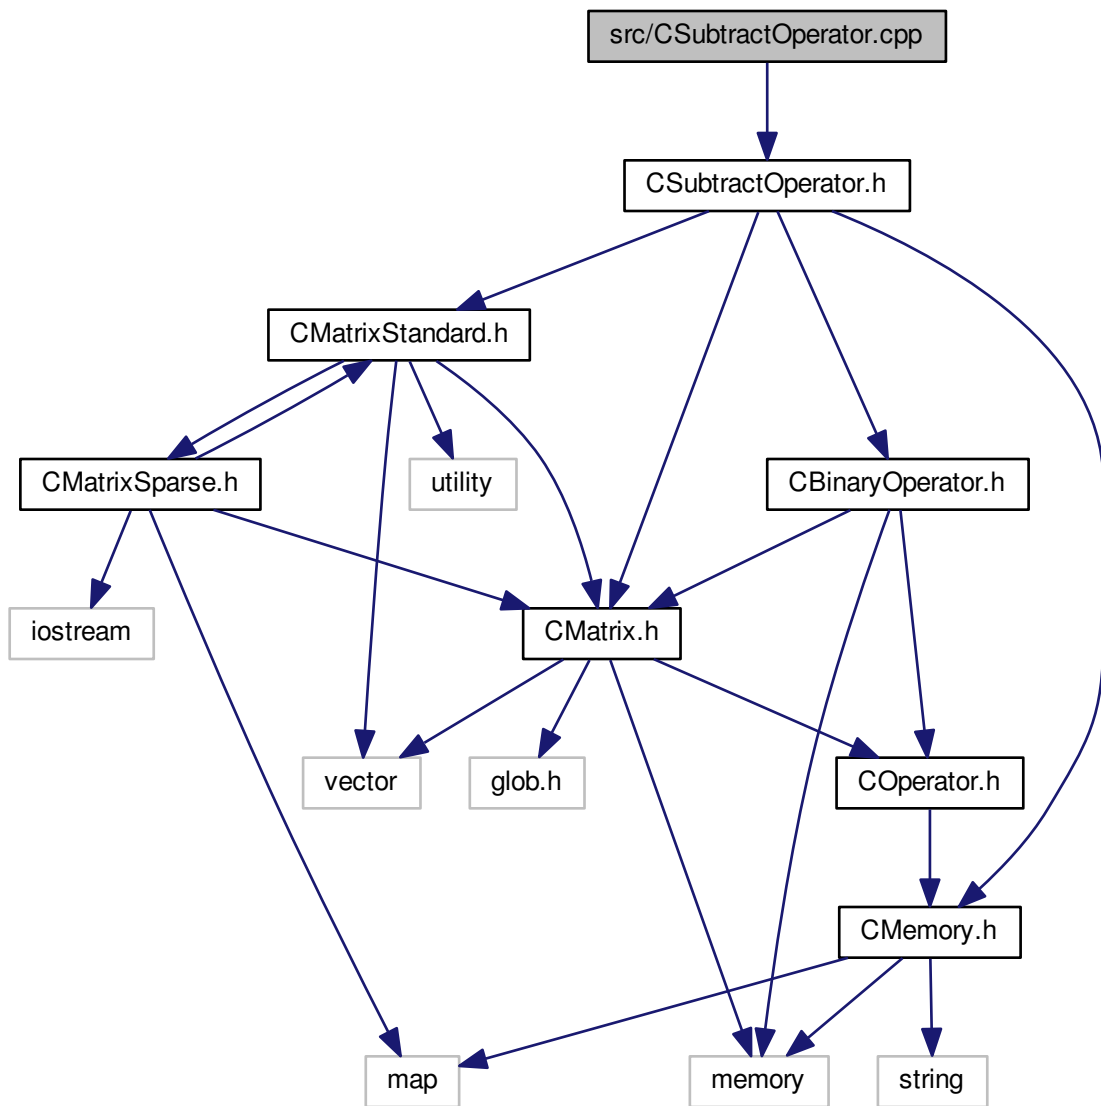 src/CSubtractOperator.cpp
CSubtractOperator.h
CMatrixStandard.h
CMatrixSparse.h
utility
CBinaryOperator.h
iostream
CMatrix.h
vector
glob.h
COperator.h
CMemory.h
map
memory
string